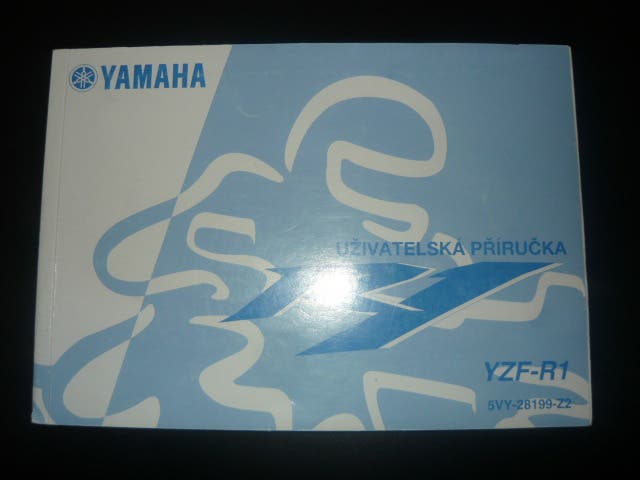 YAMAHA
UŽIVATELSKÁ PŘÍRUČKA
R1
YZF-R1
5VY-28199-Z2